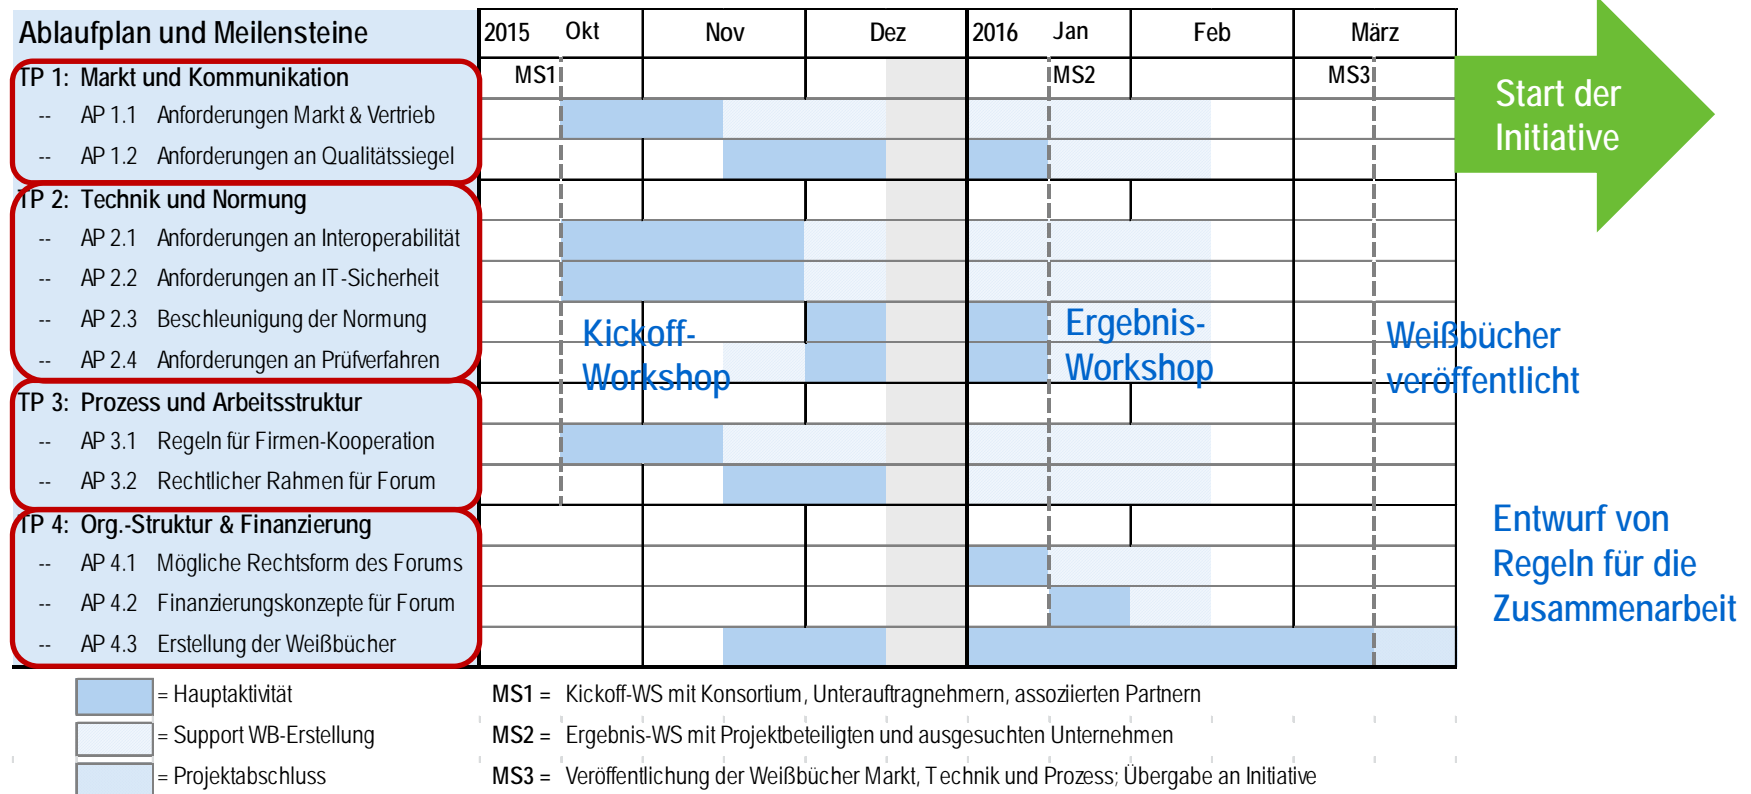 Ablaufplan und Meilensteine 2015 Okt Nov Dez 2016 Jan Feb März
TP 1: Markt und Kommunikation MS1 MS2 MS3
-- AP 1.1 Anforderungen Markt & Vertrieb
-- AP 1.2 Anforderungen an Qualitätssiegel
TP 2: Technik und Normung
-- AP 2.1 Anforderungen an Interoperabilität
-- AP 2.2 Anforderungen an IT-Sicherheit
-- AP 2.3 Beschleunigung der Normung
-- AP 2.4 Anforderungen an Prüfverfahren
TP 3: Prozess und Arbeitsstruktur
-- AP 3.1 Regeln für Firmen-Kooperation
-- AP 3.2 Rechtlicher Rahmen für Forum
TP 4: Org.-Struktur & Finanzierung
-- AP 4.1 Mögliche Rechtsform des Forums
-- AP 4.2 Finanzierungskonzepte für Forum
-- AP 4.3 Erstellung der Weißbücher
Kickoff-
Workshop
Ergebnis-
Workshop
Weißbücher
veröffentlicht
Start der
Initiative
Entwurf von
Regeln für die
Zusammenarbeit
= Hauptaktivität
= Support WB-Erstellung
= Projektabschluss
MS1 = Kickoff-WS mit Konsortium, Unterauftragnehmern, assoziierten Partnern
MS2 = Ergebnis-WS mit Projektbeteiligten und ausgesuchten Unternehmen
MS3 = Veröffentlichung der Weißbücher Markt, Technik und Prozess; Übergabe an Initiative